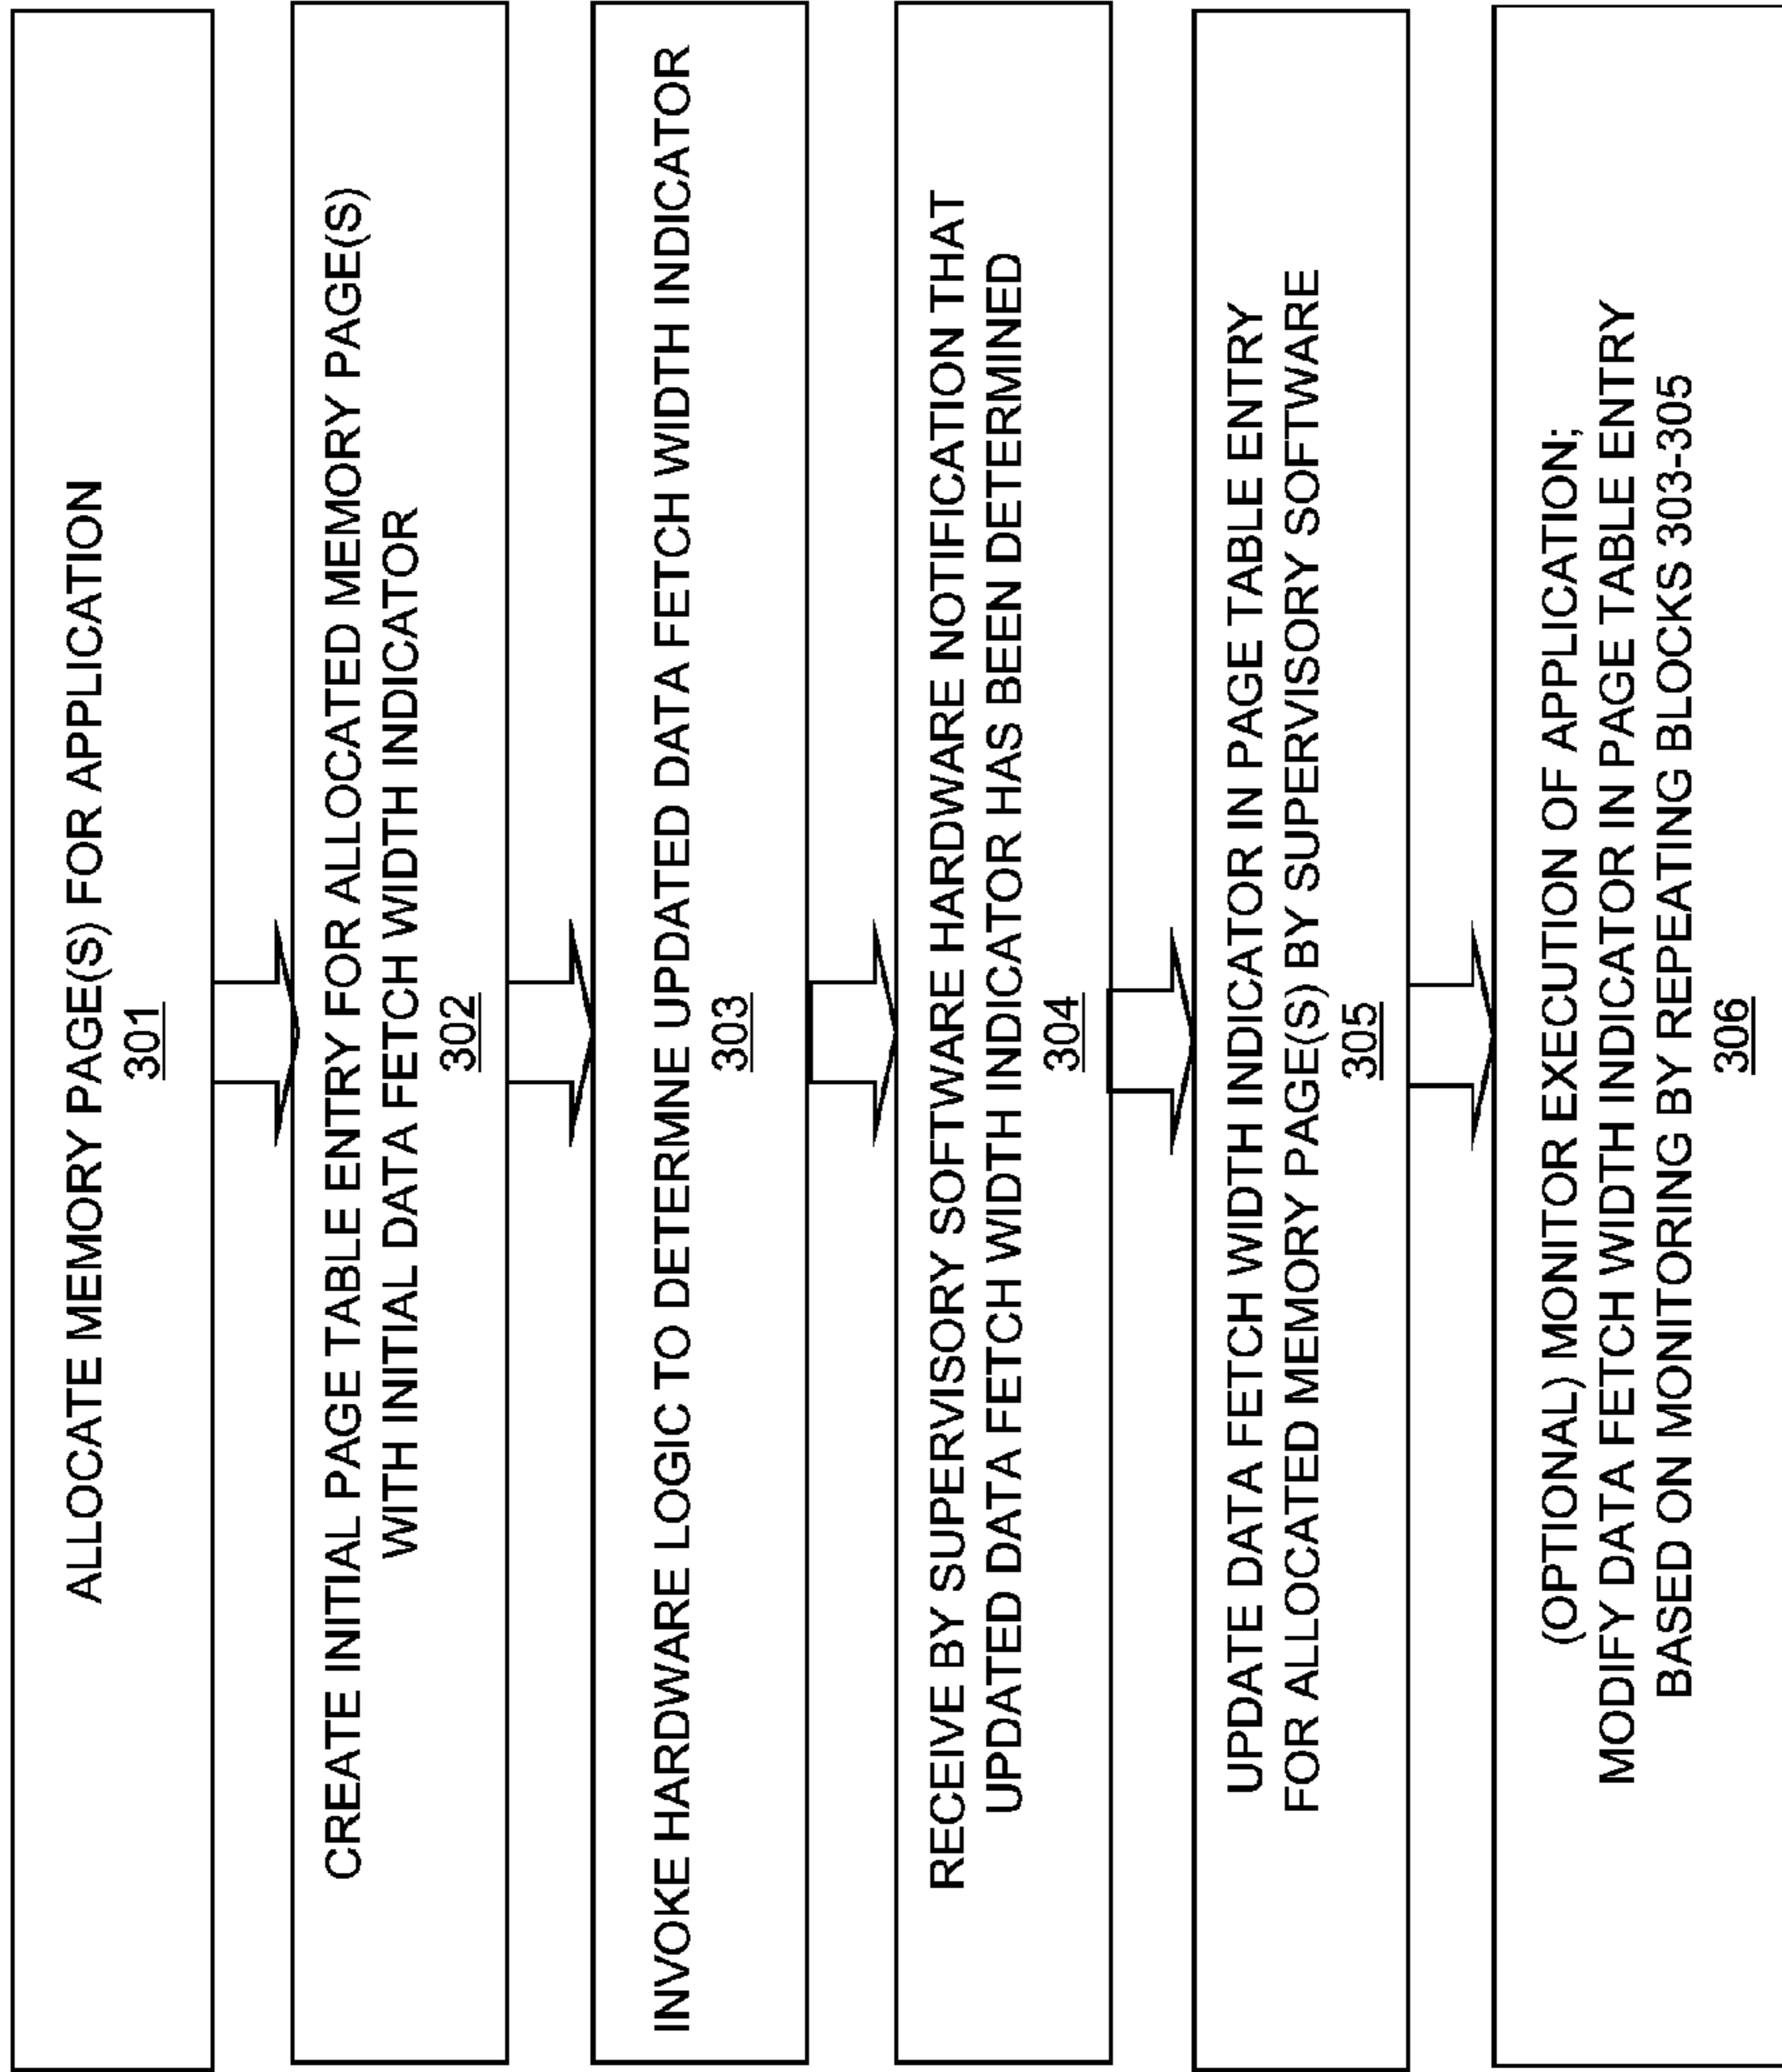 ALLOCATE MEMORY PAGE(S) FOR APPLICATION
301
CREATE INITIAL PAGE TABLE ENTRY FOR ALLOCATED MEMORY PAGE(S)
WITH INITIAL DATA FETCH WIDTH INDICATOR
302
INVOKE HARDWARE LOGIC TO DETERMNE UPDATED DATA FETCH WIDTH INDICATOR
303
RECEIVE BY SUPERVISORY SOFTWARE HARDWARE NOTIFICATION THAT
UPDATED DATA FETCH WIDTH INDICATOR HAS BEEN DETERMINED
304
UPDATE DATA FETCH WIDTH INDICATOR IN PAGE TABLE ENTRY
FOR ALLOCATED MEMORY PAGE(S) BY SUPERVISORY SOFTWARE
305
(OPTIONAL) MONITOR EXECUTION OF APPLICATION;
MODIFY DATA FETCH WIDTH INDICATOR IN PAGE TABLE ENTRY
BASED ON MONITORING BY REPEATING BLOCKS 303-305
306